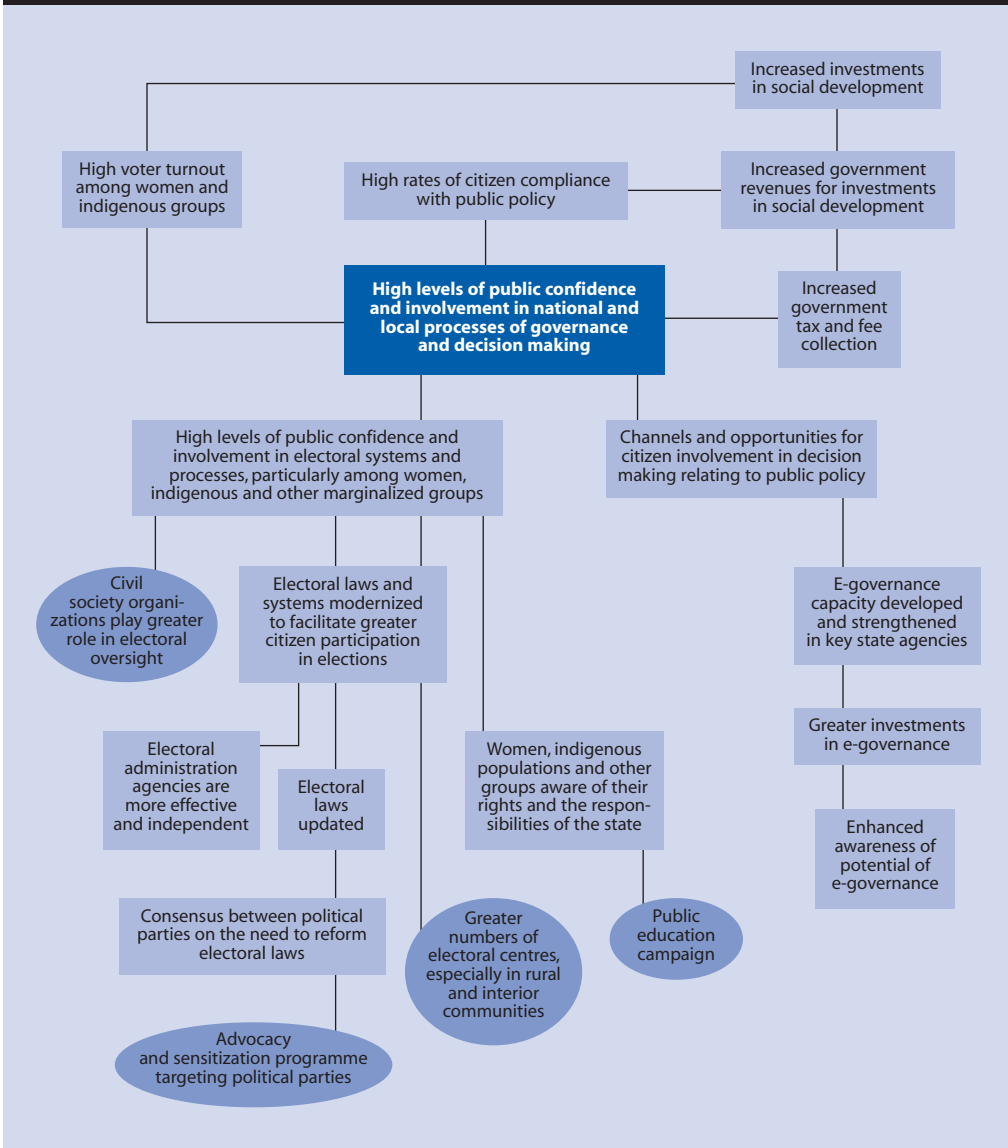 Increased investments
in social development
High voter turnout
among women and
indigenous groups
High rates of citizen compliance
with public policy
Increased government
revenues for investments
in social development
High levels of public confidence
and involvement in national and
local processes of governance
and decision making
Increased
government
tax and fee
collection
High levels of public confidence and
involvement in electoral systems and
processes, particularly among women,
indigenous and other marginalized groups
Channels and opportunities for
citizen involvement in decision
making relating to public policy
Civil
society organi-
zations play greater
role in electoral
oversight
Electoral laws and
systems modernized
to facilitate greater
citizen participation
in elections
E-governance
capacity developed
and strengthened
in key state agencies
Electoral
administration
agencies are
more effective
and independent
Electoral
laws
updated
Women, indigenous
populations and other
groups aware of their
rights and the respon-
sibilities of the state
Greater investments
in e-governance
Enhanced
awareness of
potential of
e-governance
Consensus between political
parties on the need to reform
electoral laws
Greater
numbers of
electoral centres,
especially in rural
and interior
communities
Public
education
campaign
Advocacy
and sensitization programme
targeting political parties